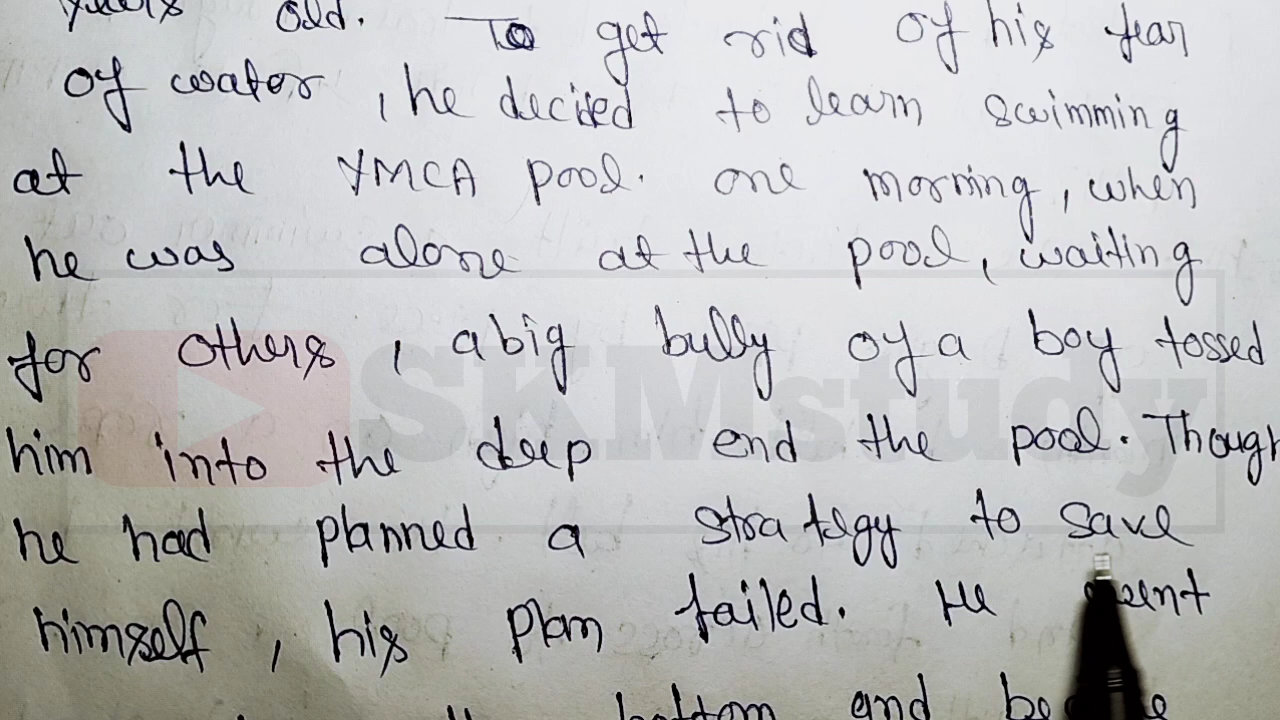 years old. To get rid of his fear
of water, he decided to learn swimming
at the YMCA pool. one morning, when
he was alone at the pool, waiting
for others, a big bully of a boy tossed
him into the deep end the pool. Though
he had planned a strategy to save
himself, his plan failed. He went
bottom and
SKMstudy